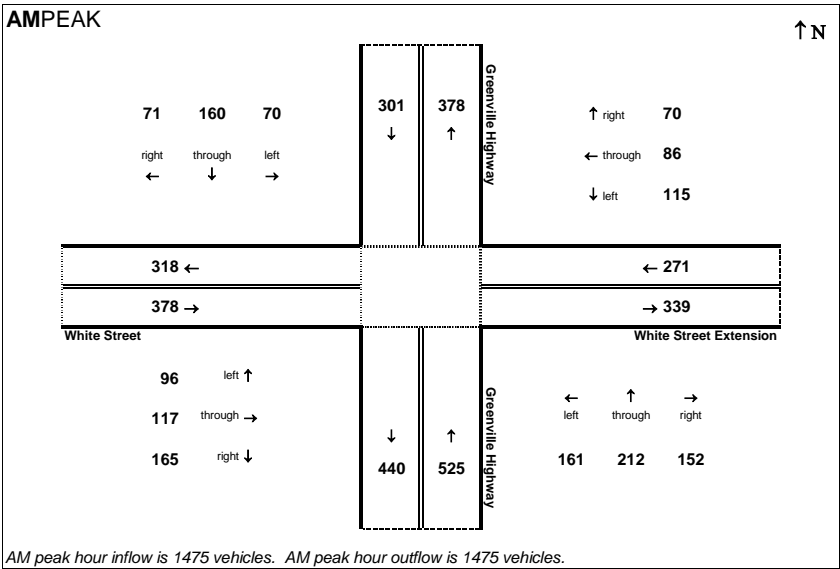 AMPEAK
↑ N
71 160 70
right through left
← ↓ →
301 378
↓ ↑
Greenville Highway
↑ right 70
← through 86
↓ left 115
318 ←
← 271
378 →
→ 339
White Street
White Street Extension
96 left ↑
117 through →
165 right ↓
↓ ↑
440 525
Greenville Highway
← ↑ →
left through right
161 212 152
AM peak hour inflow is 1475 vehicles. AM peak hour outflow is 1475 vehicles.